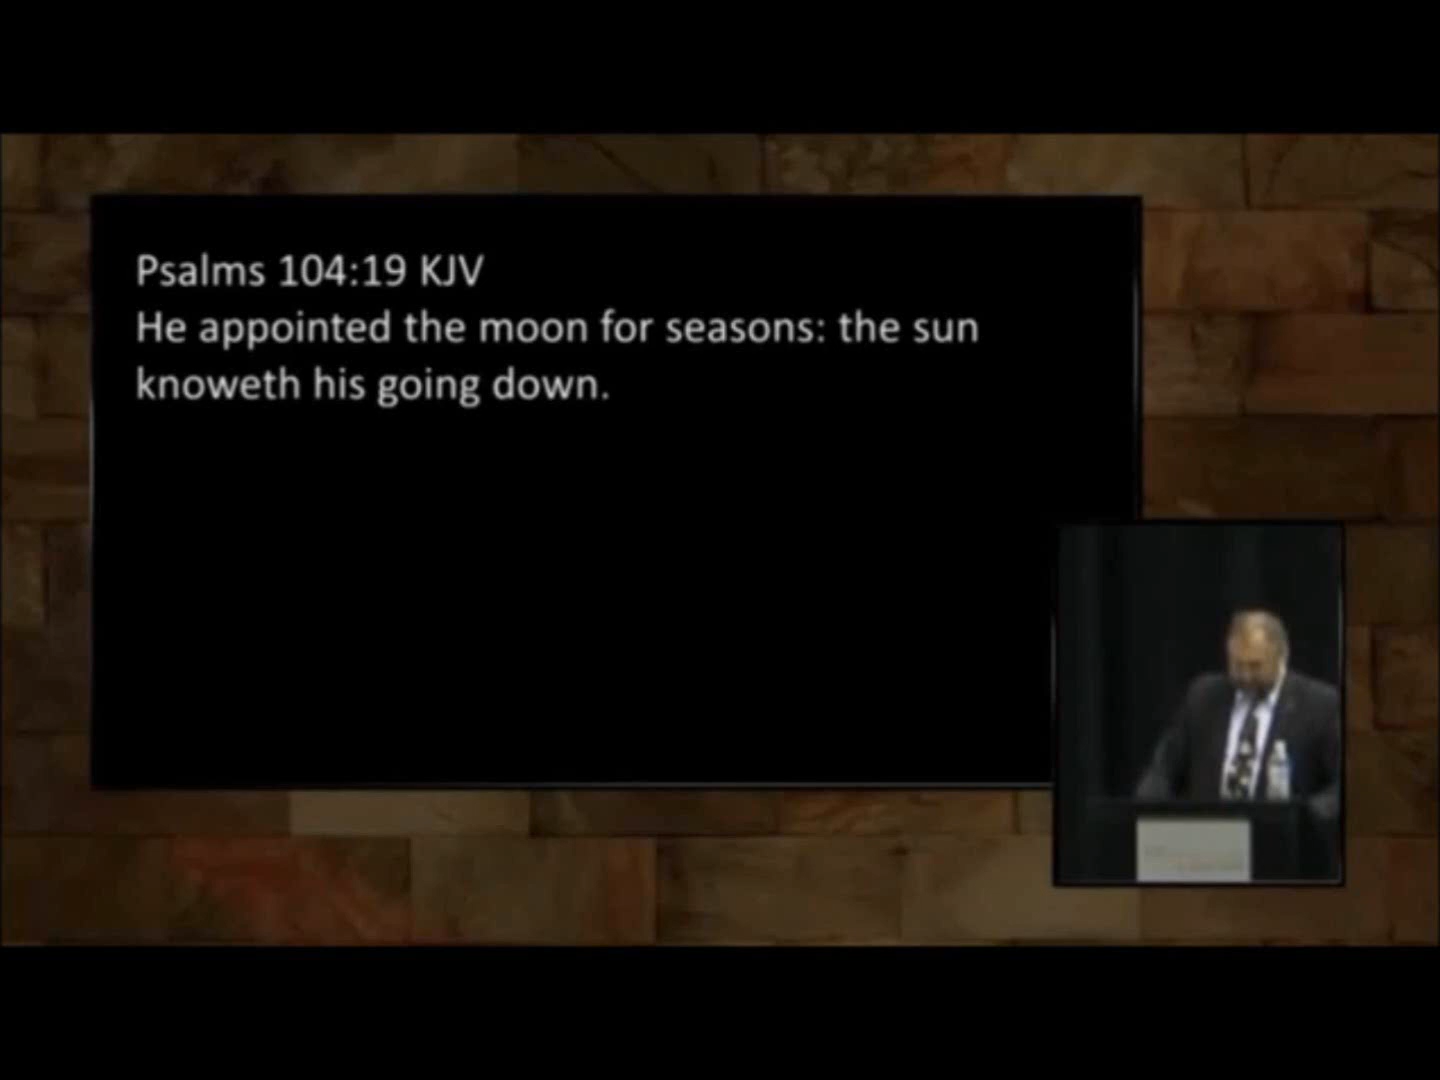 Psalms 104:19 KJV
He appointed the moon for seasons: the sun
knoweth his going down.